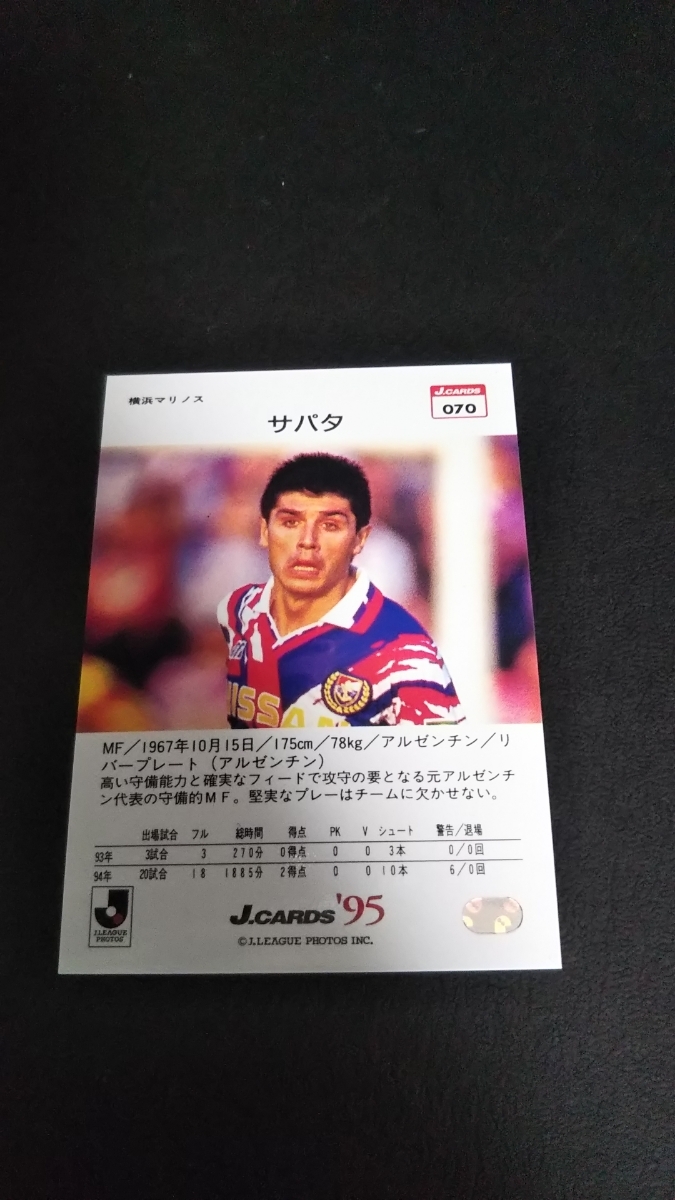 横浜マリノス
J.CARDS
070
サパタ
NISSAN
MF／1967年10月15日／175cm／78kg／アルゼンチン／リ
バープレート（アルゼンチン）
高い守備能力と確実なフィードで攻守の要となる元アルゼンチ
ン代表の守備的MF。堅実なプレーはチームに欠かせない。
出場試合 フル 総時間 得点 PK V シュート 警告／退場
93年 3試合 3 270分 0得点 0 0 3本 0／0回
94年 20試合 18 1885分 2得点 0 0 10本 6／0回
J.LEAGUE
PHOTOS
J.CARDS '95
©J.LEAGUE PHOTOS INC.